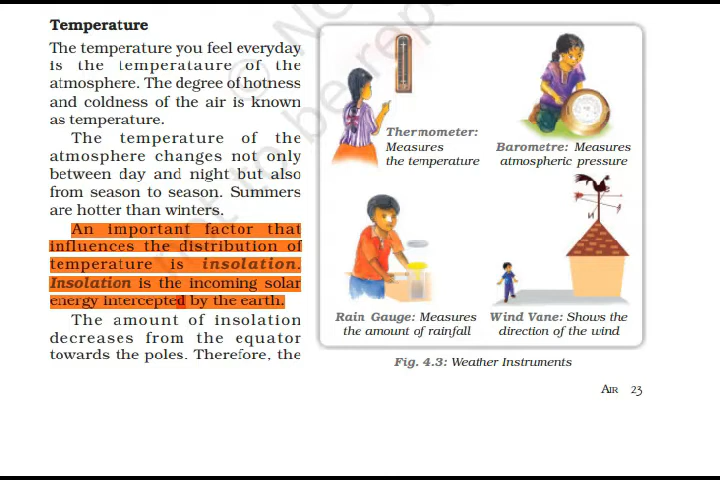 Temperature
The temperature you feel everyday
is the temperataure of the
atmosphere. The degree of hotness
and coldness of the air is known
as temperature.
The temperature of the
atmosphere changes not only
between day and night but also
from season to season. Summers
are hotter than winters.
An important factor that
influences the distribution of
temperature is insolation.
Insolation is the incoming solar
energy intercepted by the earth.
The amount of insolation
decreases from the equator
towards the poles. Therefore, the
Thermometer:
Measures
the temperature
Barometre: Measures
atmospheric pressure
Rain Gauge: Measures
the amount of rainfall
N
Wind Vane: Shows the
direction of the wind
Fig. 4.3: Weather Instruments
AIR 23
© No
not to be rep